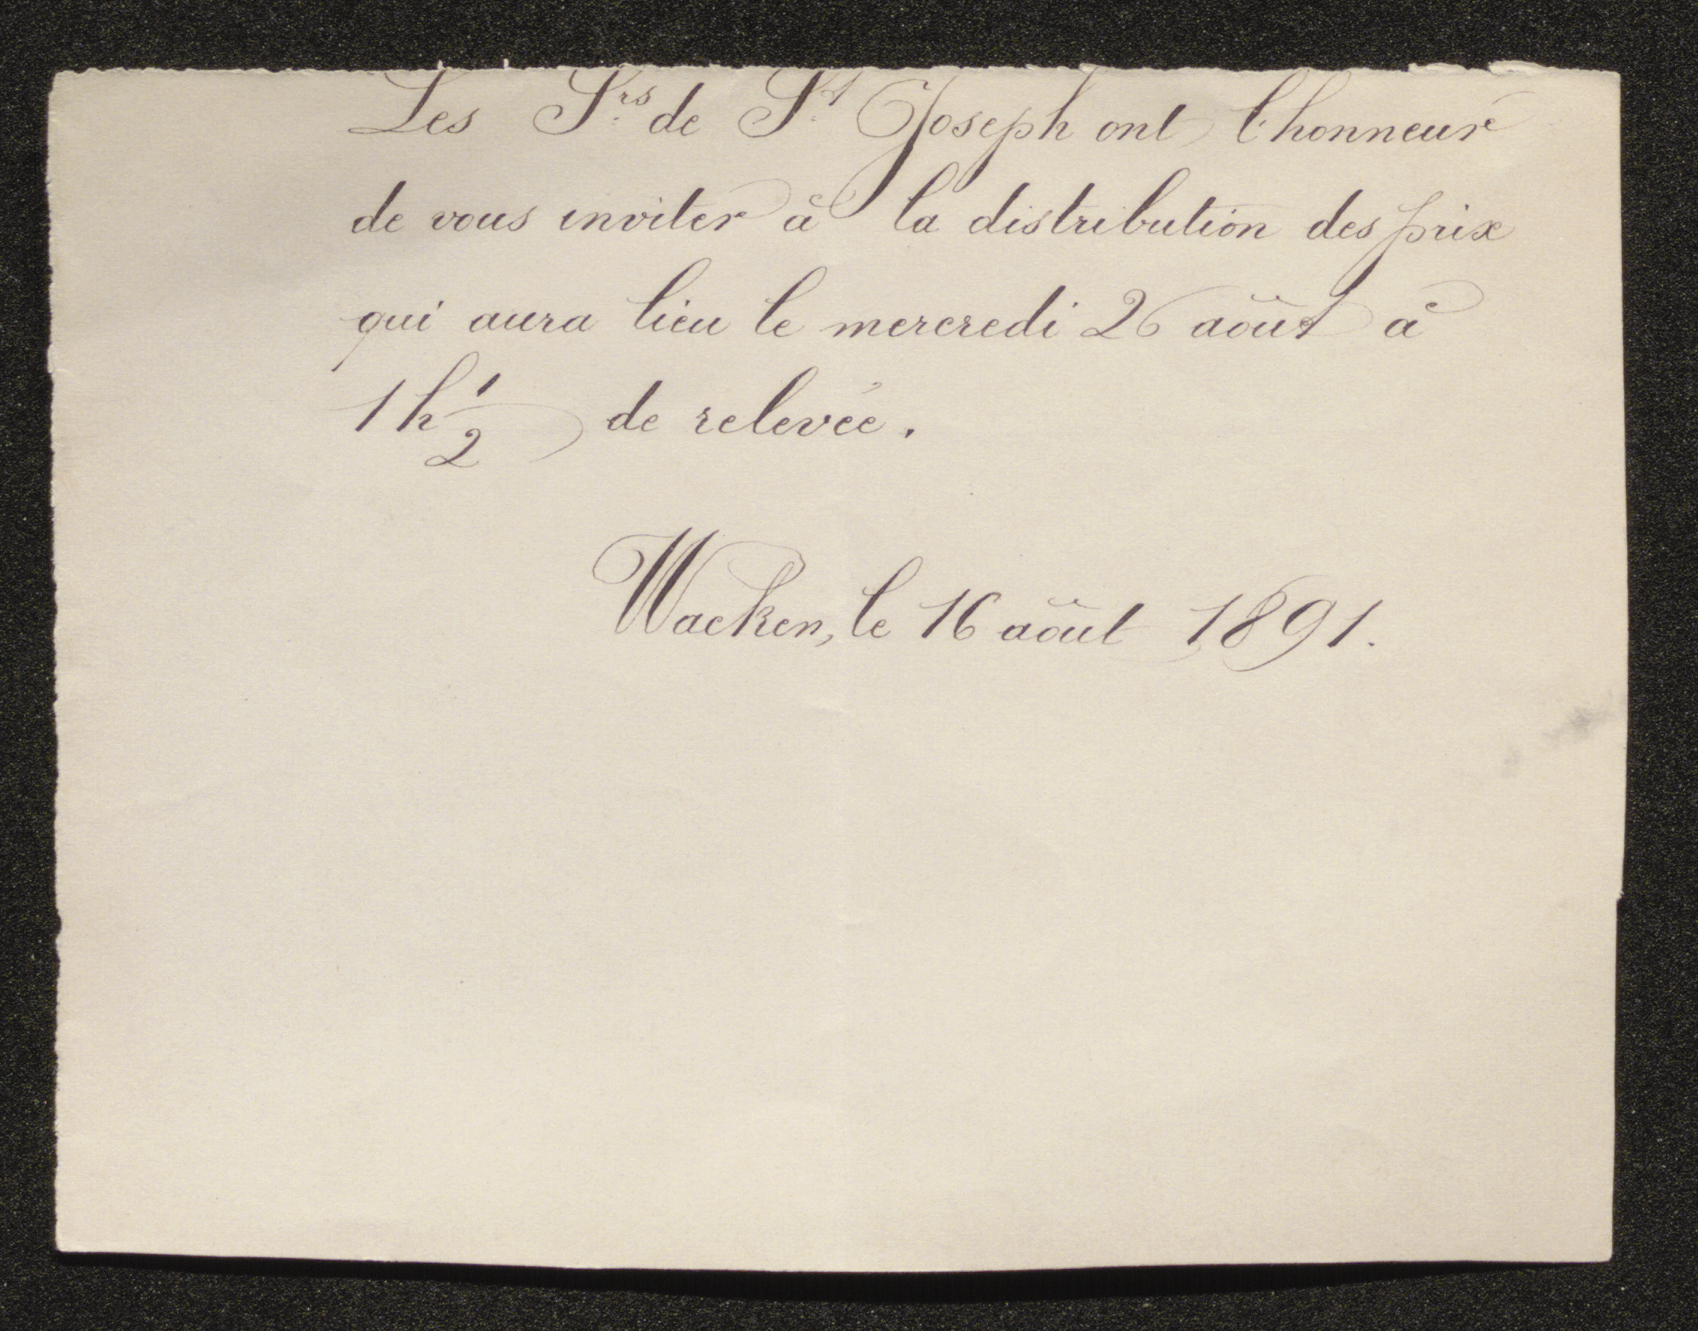 Les Srs de St Joseph ont l'honneur
de vous inviter à la distribution des prix
qui aura lieu le mercredi 26 août à
1 h 1/2 de relevée.
Wacken, le 16 août 1891.